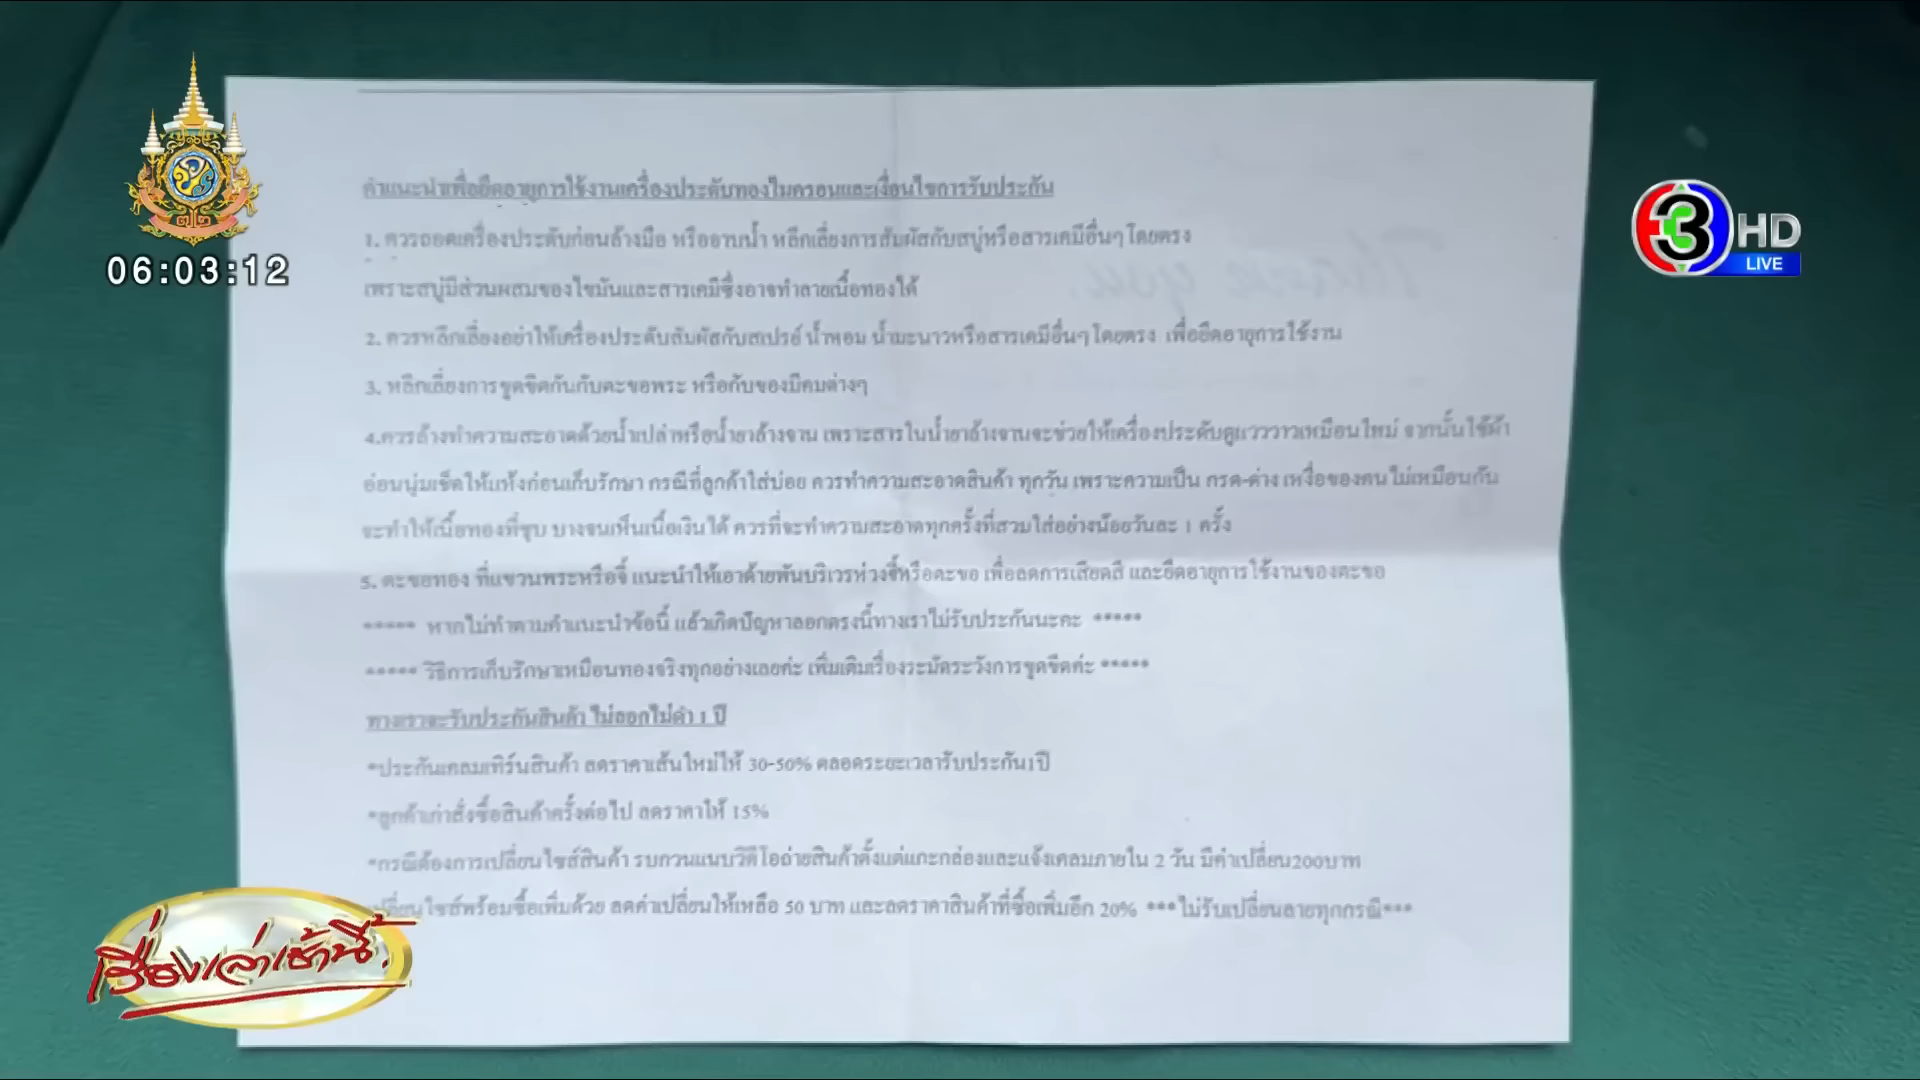 ๗๒
06:03:12
3 HD
LIVE
Thank you.
คำแนะนำเพื่อยืดอายุการใช้งานเครื่องประดับทองไมครอนและเงื่อนไขการรับประกัน
1. ควรถอดเครื่องประดับก่อนล้างมือ หรืออาบน้ำ หลีกเลี่ยงการสัมผัสกับสบู่หรือสารเคมีอื่นๆ โดยตรง
เพราะสบู่มีส่วนผสมของไขมันและสารเคมีซึ่งอาจทำลายเนื้อทองได้
2. ควรหลีกเลี่ยงอย่าให้เครื่องประดับสัมผัสกับสเปรย์ น้ำหอม น้ำมะนาวหรือสารเคมีอื่นๆ โดยตรง เพื่อยืดอายุการใช้งาน
3. หลีกเลี่ยงการขูดขีดกันกับตะขอพระ หรือกับของมีคมต่างๆ
4.ควรล้างทำความสะอาดด้วยน้ำเปล่าหรือน้ำยาล้างจาน เพราะสารในน้ำยาล้างจานจะช่วยให้เครื่องประดับดูแวววาวเหมือนใหม่ จากนั้นใช้ผ้า
อ่อนนุ่มเช็ดให้แห้งก่อนเก็บรักษา กรณีที่ลูกค้าใส่บ่อย ควรทำความสะอาดสินค้า ทุกวัน เพราะความเป็น กรด-ด่าง เหงื่อของคนไม่เหมือนกัน
จะทำให้เนื้อทองที่ชุบ บางจนเห็นเนื้อเงินได้ ควรที่จะทำความสะอาดทุกครั้งที่สวมใส่อย่างน้อยวันละ 1 ครั้ง
5. ตะขอทอง ที่แขวนพระหรือจี้ แนะนำให้เอาด้ายพันบริเวรห่วงจี้หรือตะขอ เพื่อลดการเสียดสี และยืดอายุการใช้งานของตะขอ
***** หากไม่ทำตามคำแนะนำข้อนี้ แล้วเกิดปัญหาลอกตรงนี้ทางเราไม่รับประกันนะคะ *****
***** วิธีการเก็บรักษาเหมือนทองจริงทุกอย่างเลยค่ะ เพิ่มเติมเรื่องระมัดระวังการขูดขีดค่ะ *****
ทางเราจะรับประกันสินค้า ไม่ลอกไม่ดำ 1 ปี
*ประกันเคลมเทิร์นสินค้า ลดราคาเส้นใหม่ให้ 30-50% ตลอดระยะเวลารับประกัน1ปี
*ลูกค้าเก่าสั่งซื้อสินค้าครั้งต่อไป ลดราคาให้ 15%
*กรณีต้องการเปลี่ยนไซส์สินค้า รบกวนแนบวิดีโอถ่ายสินค้าตั้งแต่แกะกล่องและแจ้งเคลมภายใน 2 วัน มีค่าเปลี่ยน200บาท
เปลี่ยนไซส์พร้อมซื้อเพิ่มด้วย ลดค่าเปลี่ยนให้เหลือ 50 บาท และลดราคาสินค้าที่ซื้อเพิ่มอีก 20% ***ไม่รับเปลี่ยนลายทุกกรณี***
เรื่องเล่าเช้านี้